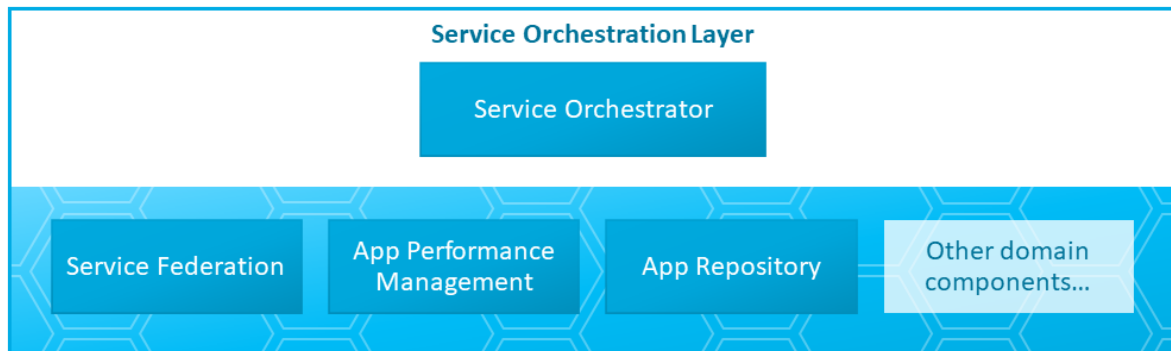 Service Orchestration Layer
Service Orchestrator
Service Federation
App Performance
Management
App Repository
Other domain
components...